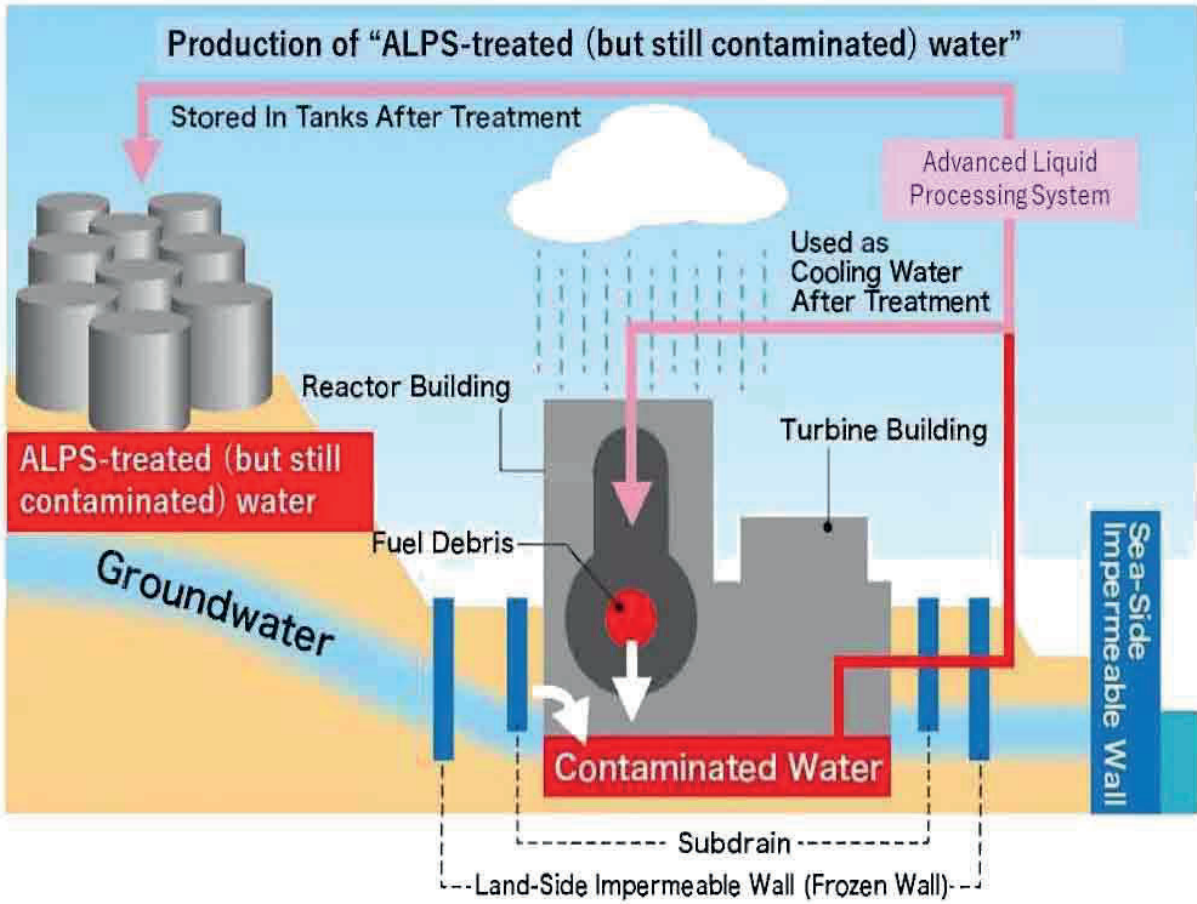 Production of “ALPS-treated (but still contaminated) water”
Stored In Tanks After Treatment
Advanced Liquid
Processing System
Used as
Cooling Water
After Treatment
Reactor Building
Turbine Building
ALPS-treated (but still
contaminated) water
Fuel Debris
Groundwater
Sea-Side
Impermeable Wall
Contaminated Water
Subdrain
Land-Side Impermeable Wall (Frozen Wall)